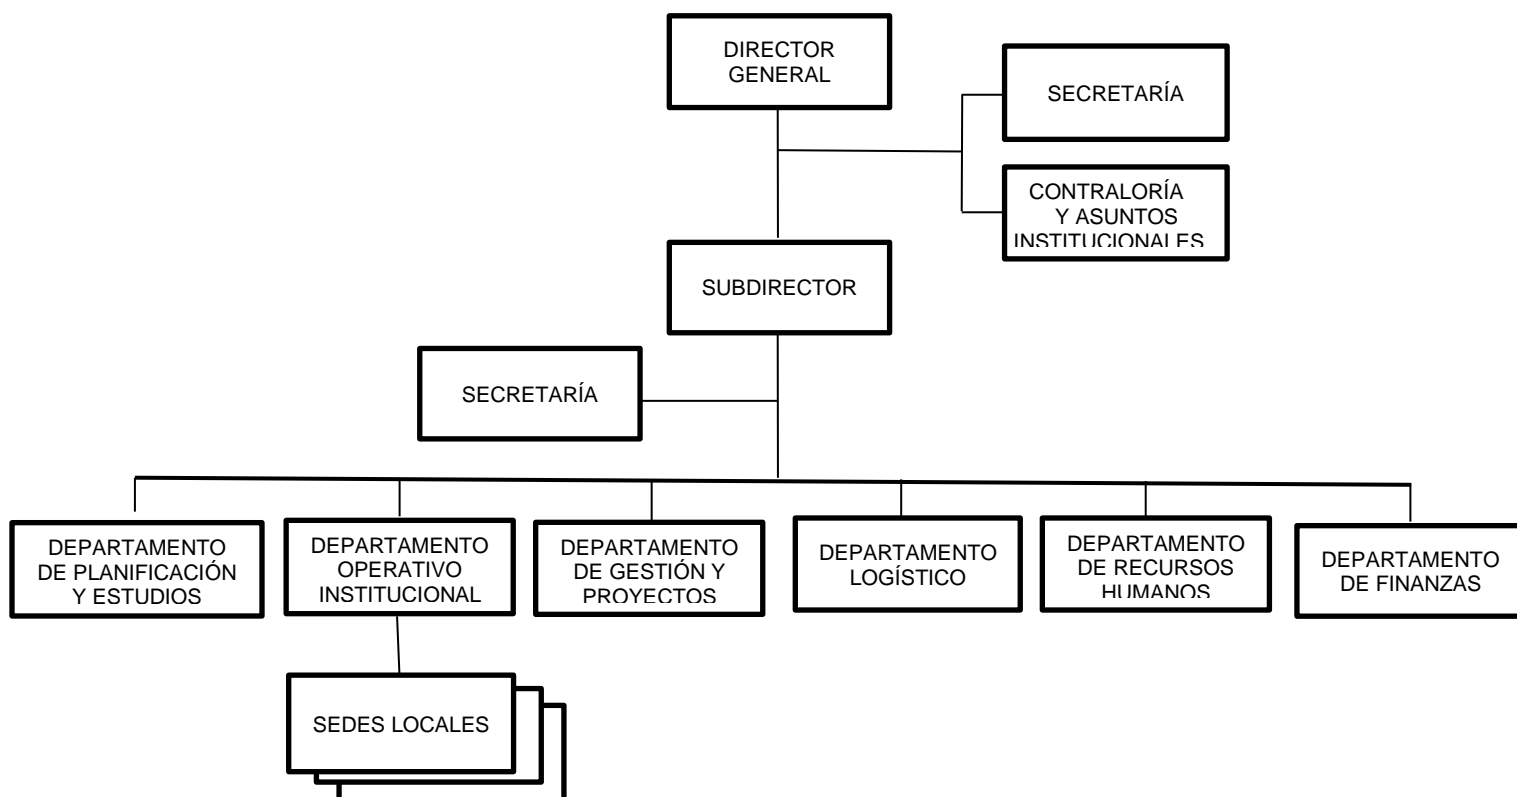 DIRECTOR
GENERAL
SECRETARÍA
CONTRALORÍA
Y ASUNTOS
INSTITUCIONALES
SUBDIRECTOR
SECRETARÍA
DEPARTAMENTO
DE PLANIFICACIÓN
Y ESTUDIOS
DEPARTAMENTO
OPERATIVO
INSTITUCIONAL
DEPARTAMENTO
DE GESTIÓN Y
PROYECTOS
DEPARTAMENTO
LOGÍSTICO
DEPARTAMENTO
DE RECURSOS
HUMANOS
DEPARTAMENTO
DE FINANZAS
SEDES LOCALES